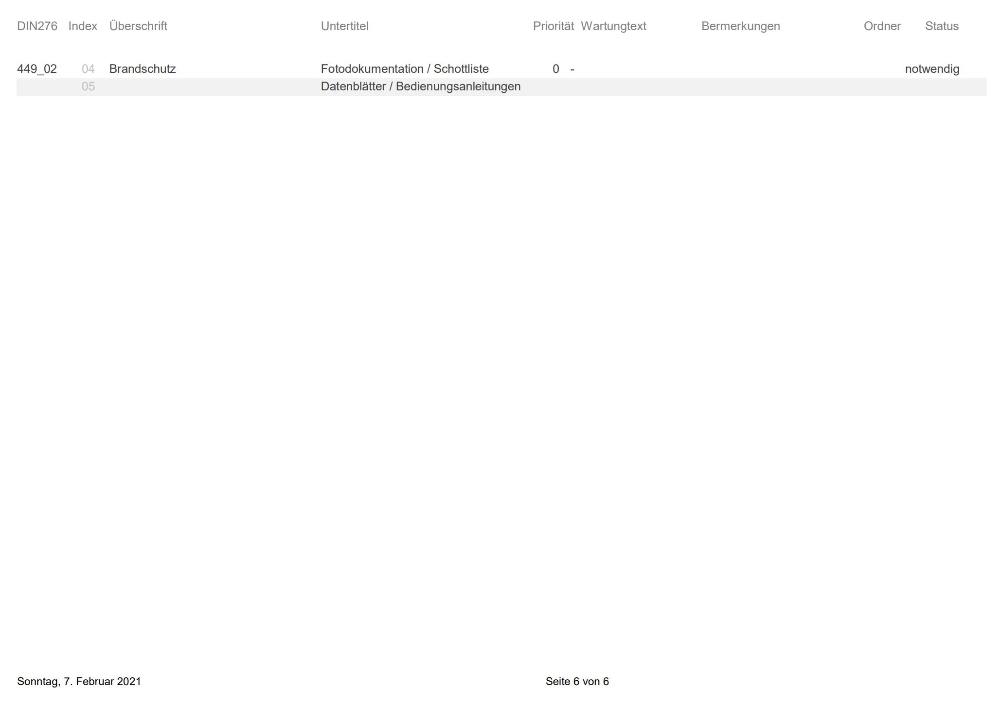 DIN276 Index Überschrift Untertitel Priorität Wartungtext Bermerkungen Ordner Status
449_02 04 Brandschutz Fotodokumentation / Schottliste 0 - notwendig
05 Datenblätter / Bedienungsanleitungen
Sonntag, 7. Februar 2021 Seite 6 von 6